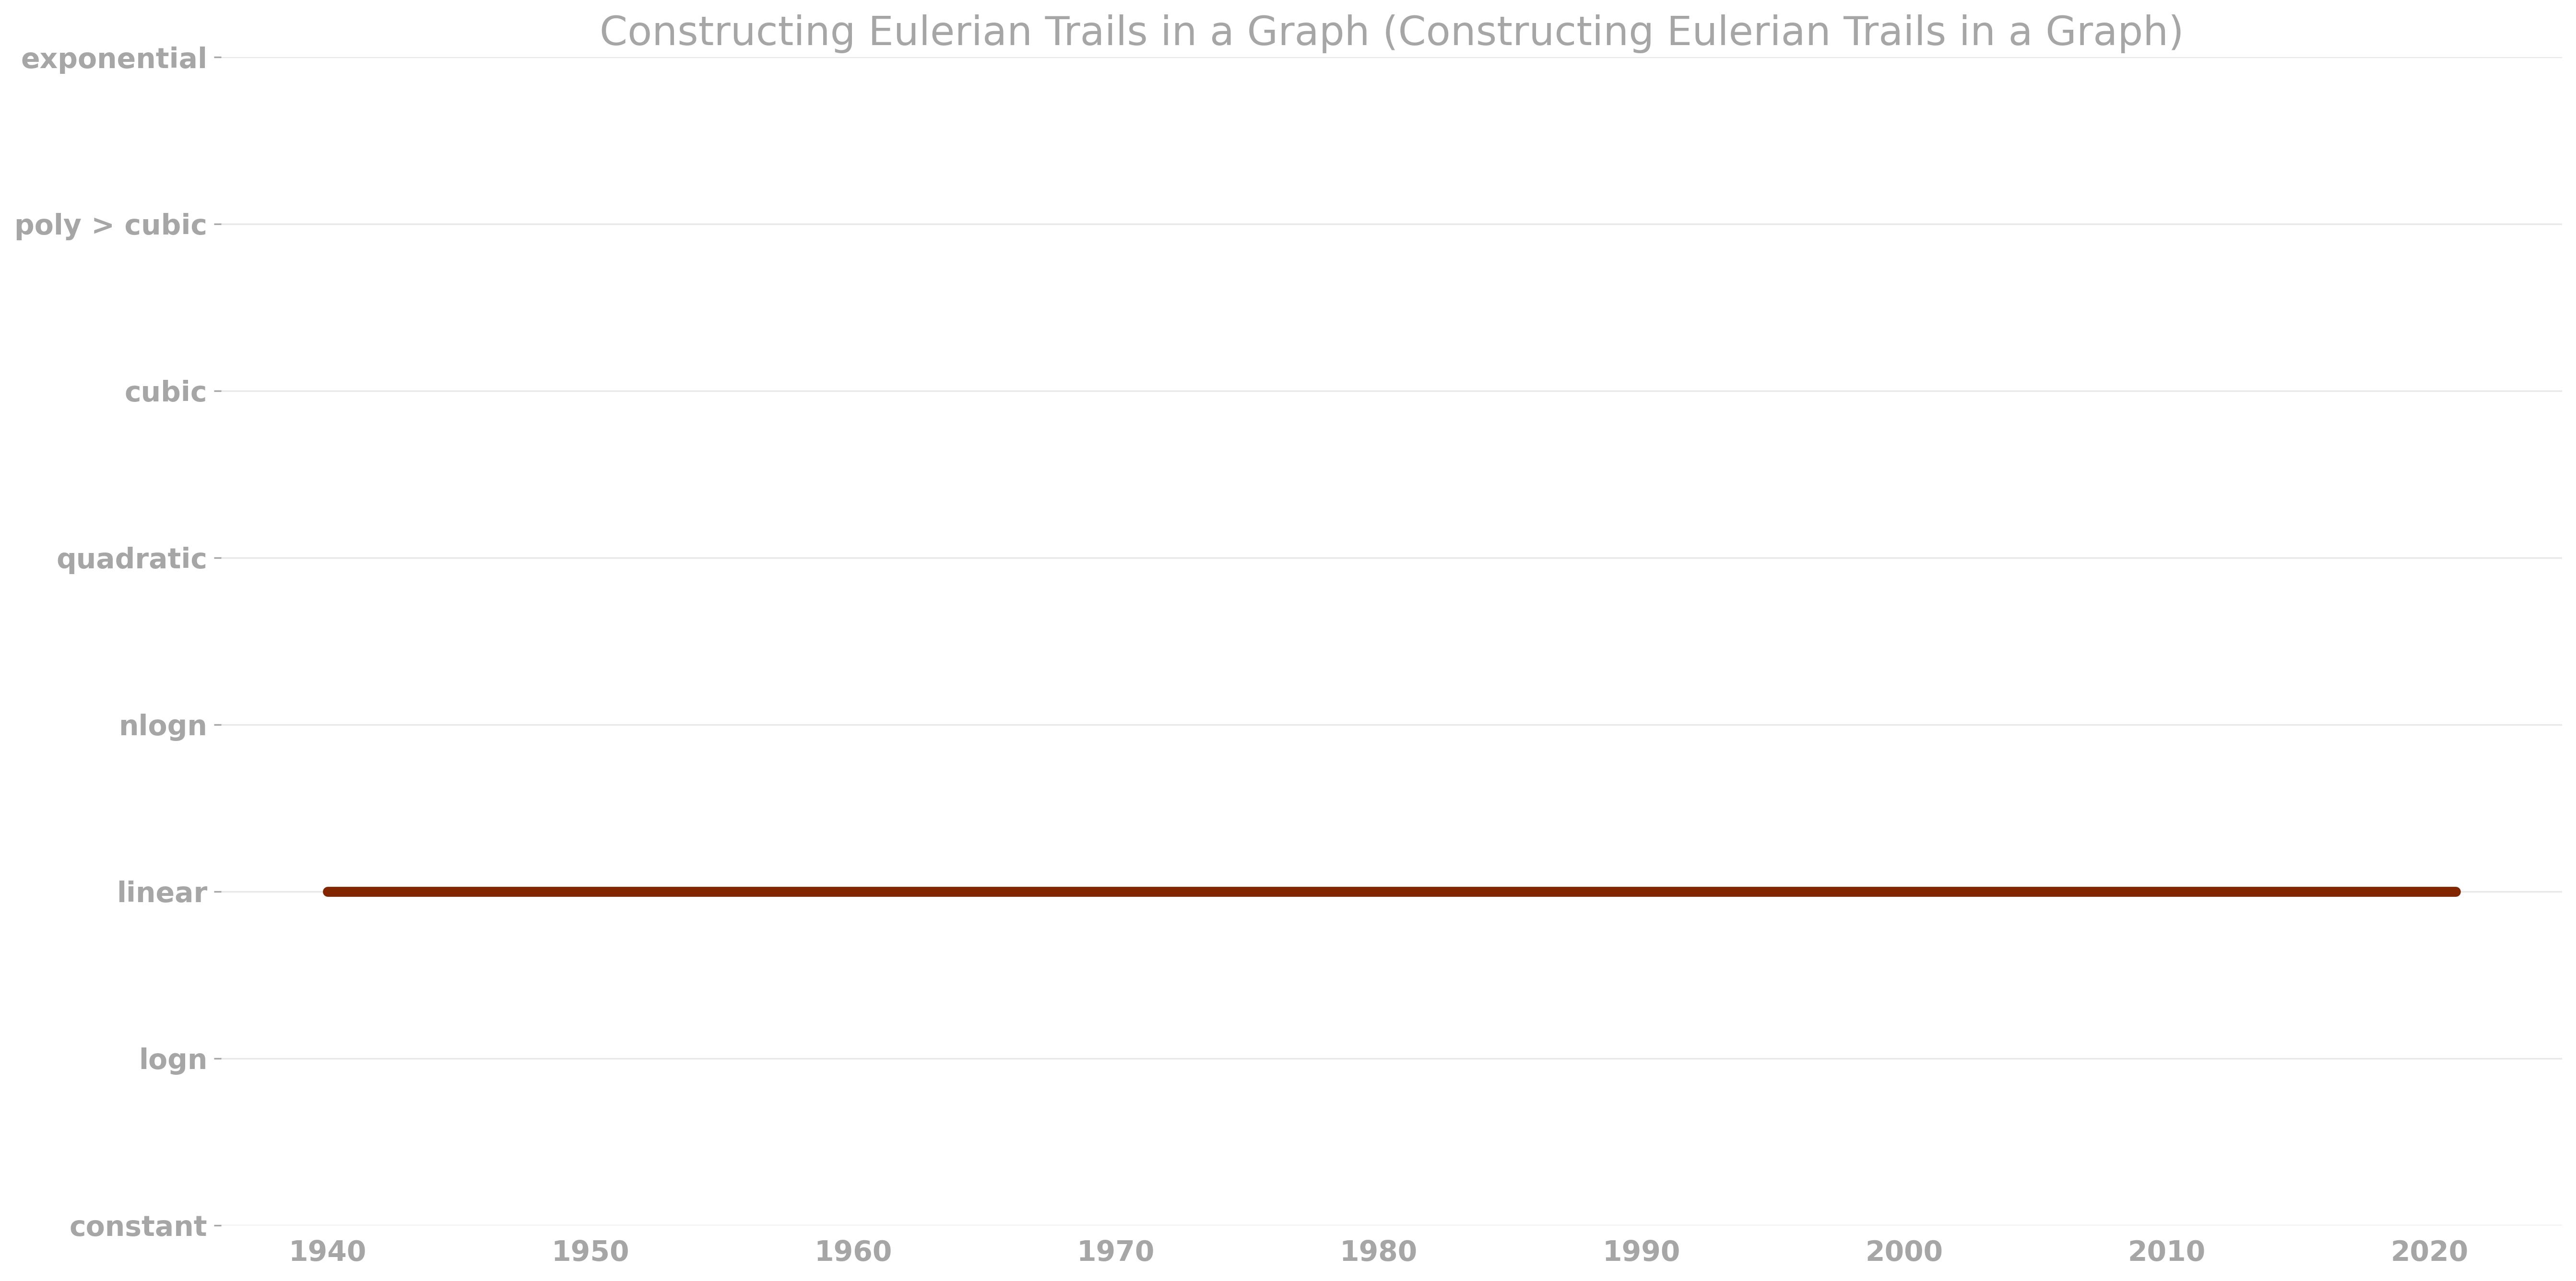 Constructing Eulerian Trails in a Graph (Constructing Eulerian Trails in a Graph)
exponential
poly > cubic
cubic
quadratic
nlogn
linear
logn
constant
1940 1950 1960 1970 1980 1990 2000 2010 2020